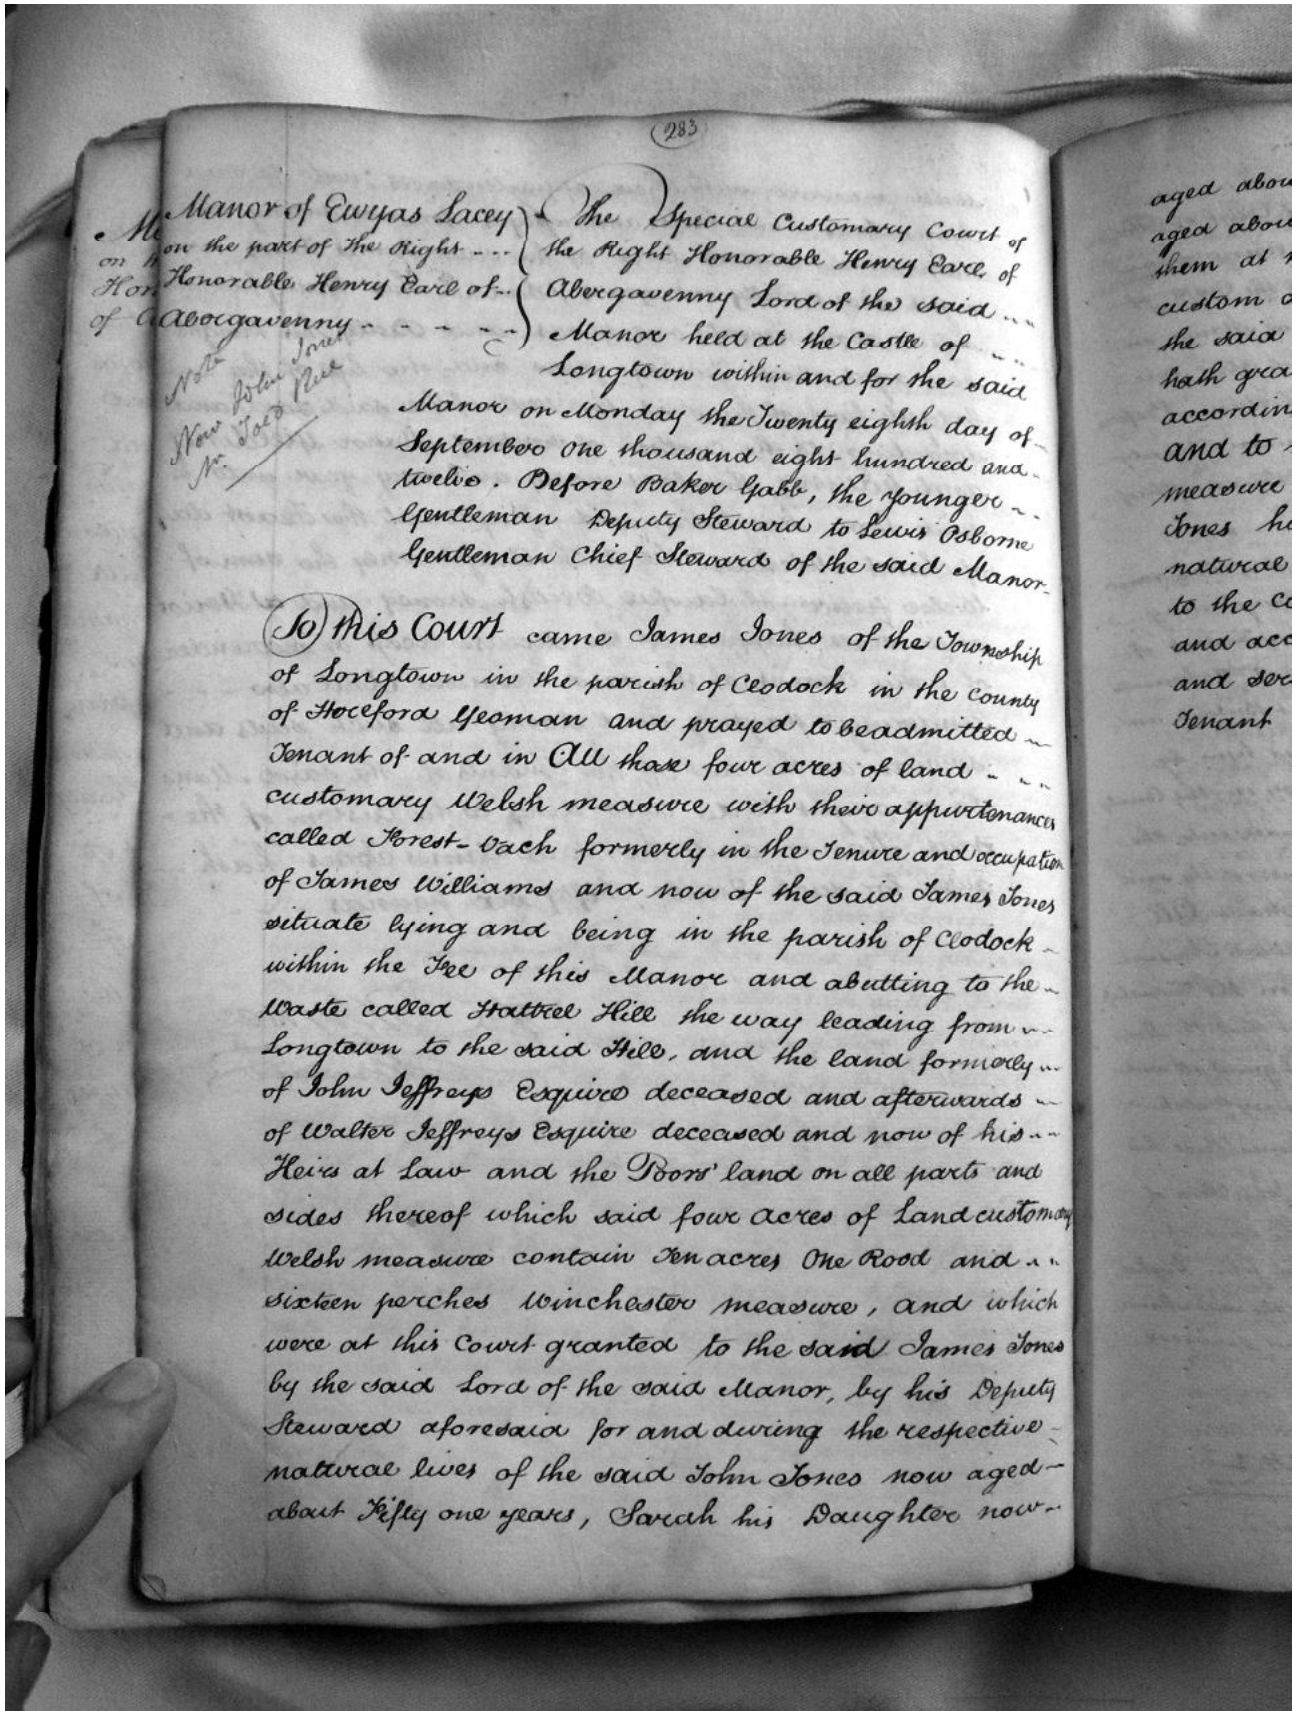 283
Manor of Ewyas Lacey
on the part of the Right
Honorable Henry Earl of
Abergavenny
The Special Customary Court of
the Right Honorable Henry Earl of
Abergavenny Lord of the said
Manor held at the Castle of
Longtown within and for the said
Manor on Monday the Twenty eighth day of
September One thousand eight hundred and
twelve. Before Baker Gabb, the younger
Gentleman Deputy Steward to Lewis Osborne
Gentleman Chief Steward of the said Manor
Note
Now John Jones
To this Court came James Jones of the Township
of Longtown in the parish of Clodock in the County
of Hereford Yeoman and prayed to be admitted
Tenant of and in All those four acres of land
customary Welsh measure with their appurtenances
called Forest-Vach formerly in the Tenure and occupation
of James Williams and now of the said James Jones
situate lying and being in the parish of Clodock
within the Fee of this Manor and abutting to the
Waste called Hattrel Hill the way leading from
Longtown to the said Hill, and the land formerly
of John Jeffreys Esquire deceased and afterwards
of Walter Jeffreys Esquire deceased and now of his
Heirs at Law and the Poors' land on all parts and
sides thereof which said four acres of Land customary
Welsh measure contain Ten acres One Rood and
sixteen perches Winchester measure, and which
were at this Court granted to the said James Jones
by the said Lord of the said Manor, by his Deputy
Steward aforesaid for and during the respective
natural lives of the said John Jones now aged
about Fifty one years, Sarah his Daughter now
aged
aged
them at
custom
the said
hath
and to
measure
Jones
natural
to the
and
and
Tenant